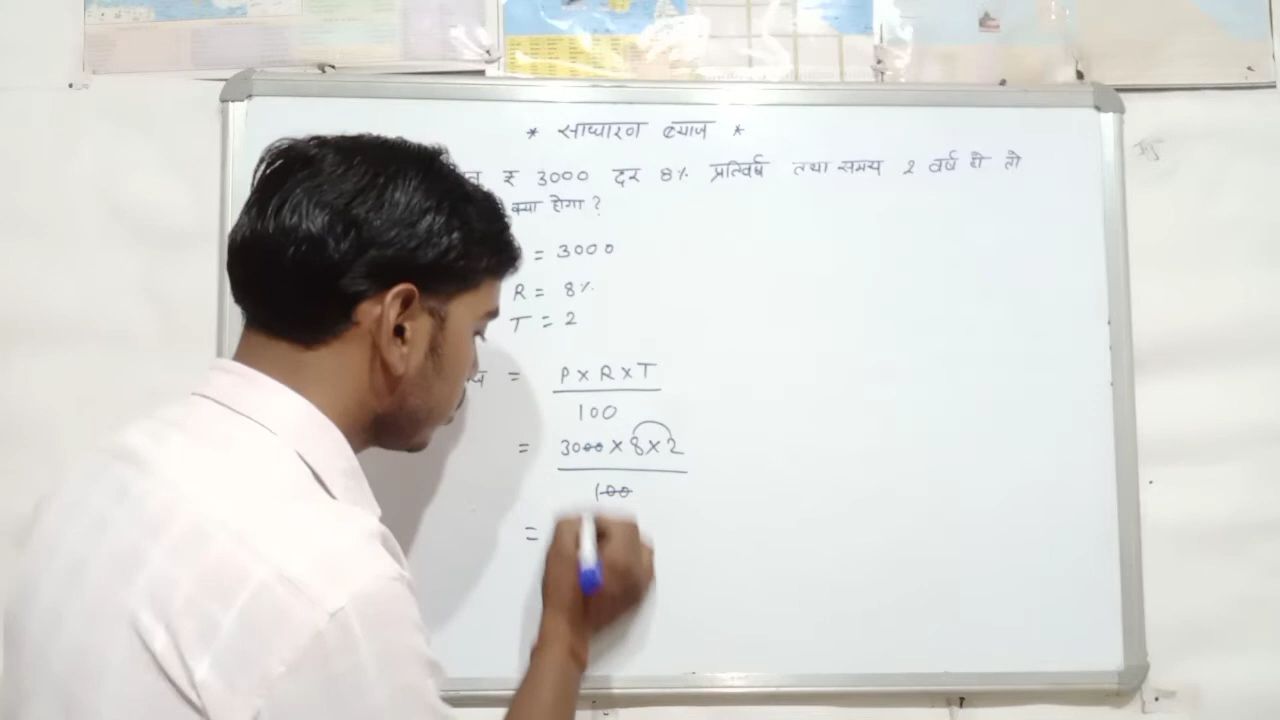 * साधारण ब्याज *
₹ 3000 दर 8% प्रतिवर्ष तथा समय 2 वर्ष हो तो
क्या होगा ?
= 3000
R = 8%
T = 2
= P × R × T
100
= 3000 × 8 × 2
100
=